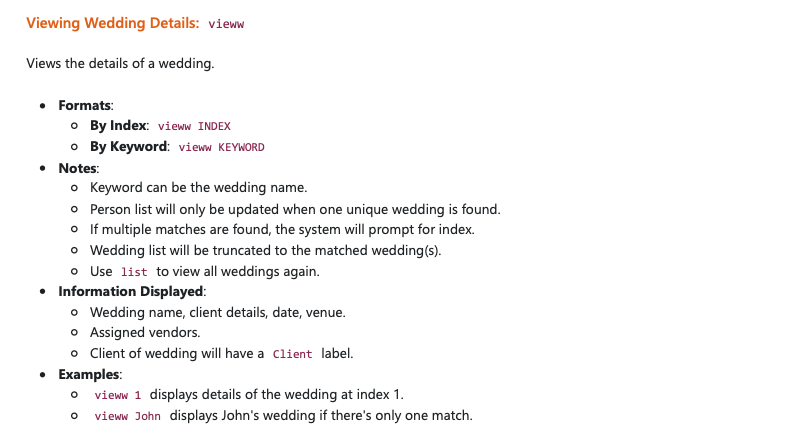 Viewing Wedding Details: vieww
Views the details of a wedding.
• Formats:
o By Index: vieww INDEX
o By Keyword: vieww KEYWORD
• Notes:
o Keyword can be the wedding name.
o Person list will only be updated when one unique wedding is found.
o If multiple matches are found, the system will prompt for index.
o Wedding list will be truncated to the matched wedding(s).
o Use list to view all weddings again.
• Information Displayed:
o Wedding name, client details, date, venue.
o Assigned vendors.
o Client of wedding will have a Client label.
• Examples:
o vieww 1 displays details of the wedding at index 1.
o vieww John displays John's wedding if there's only one match.